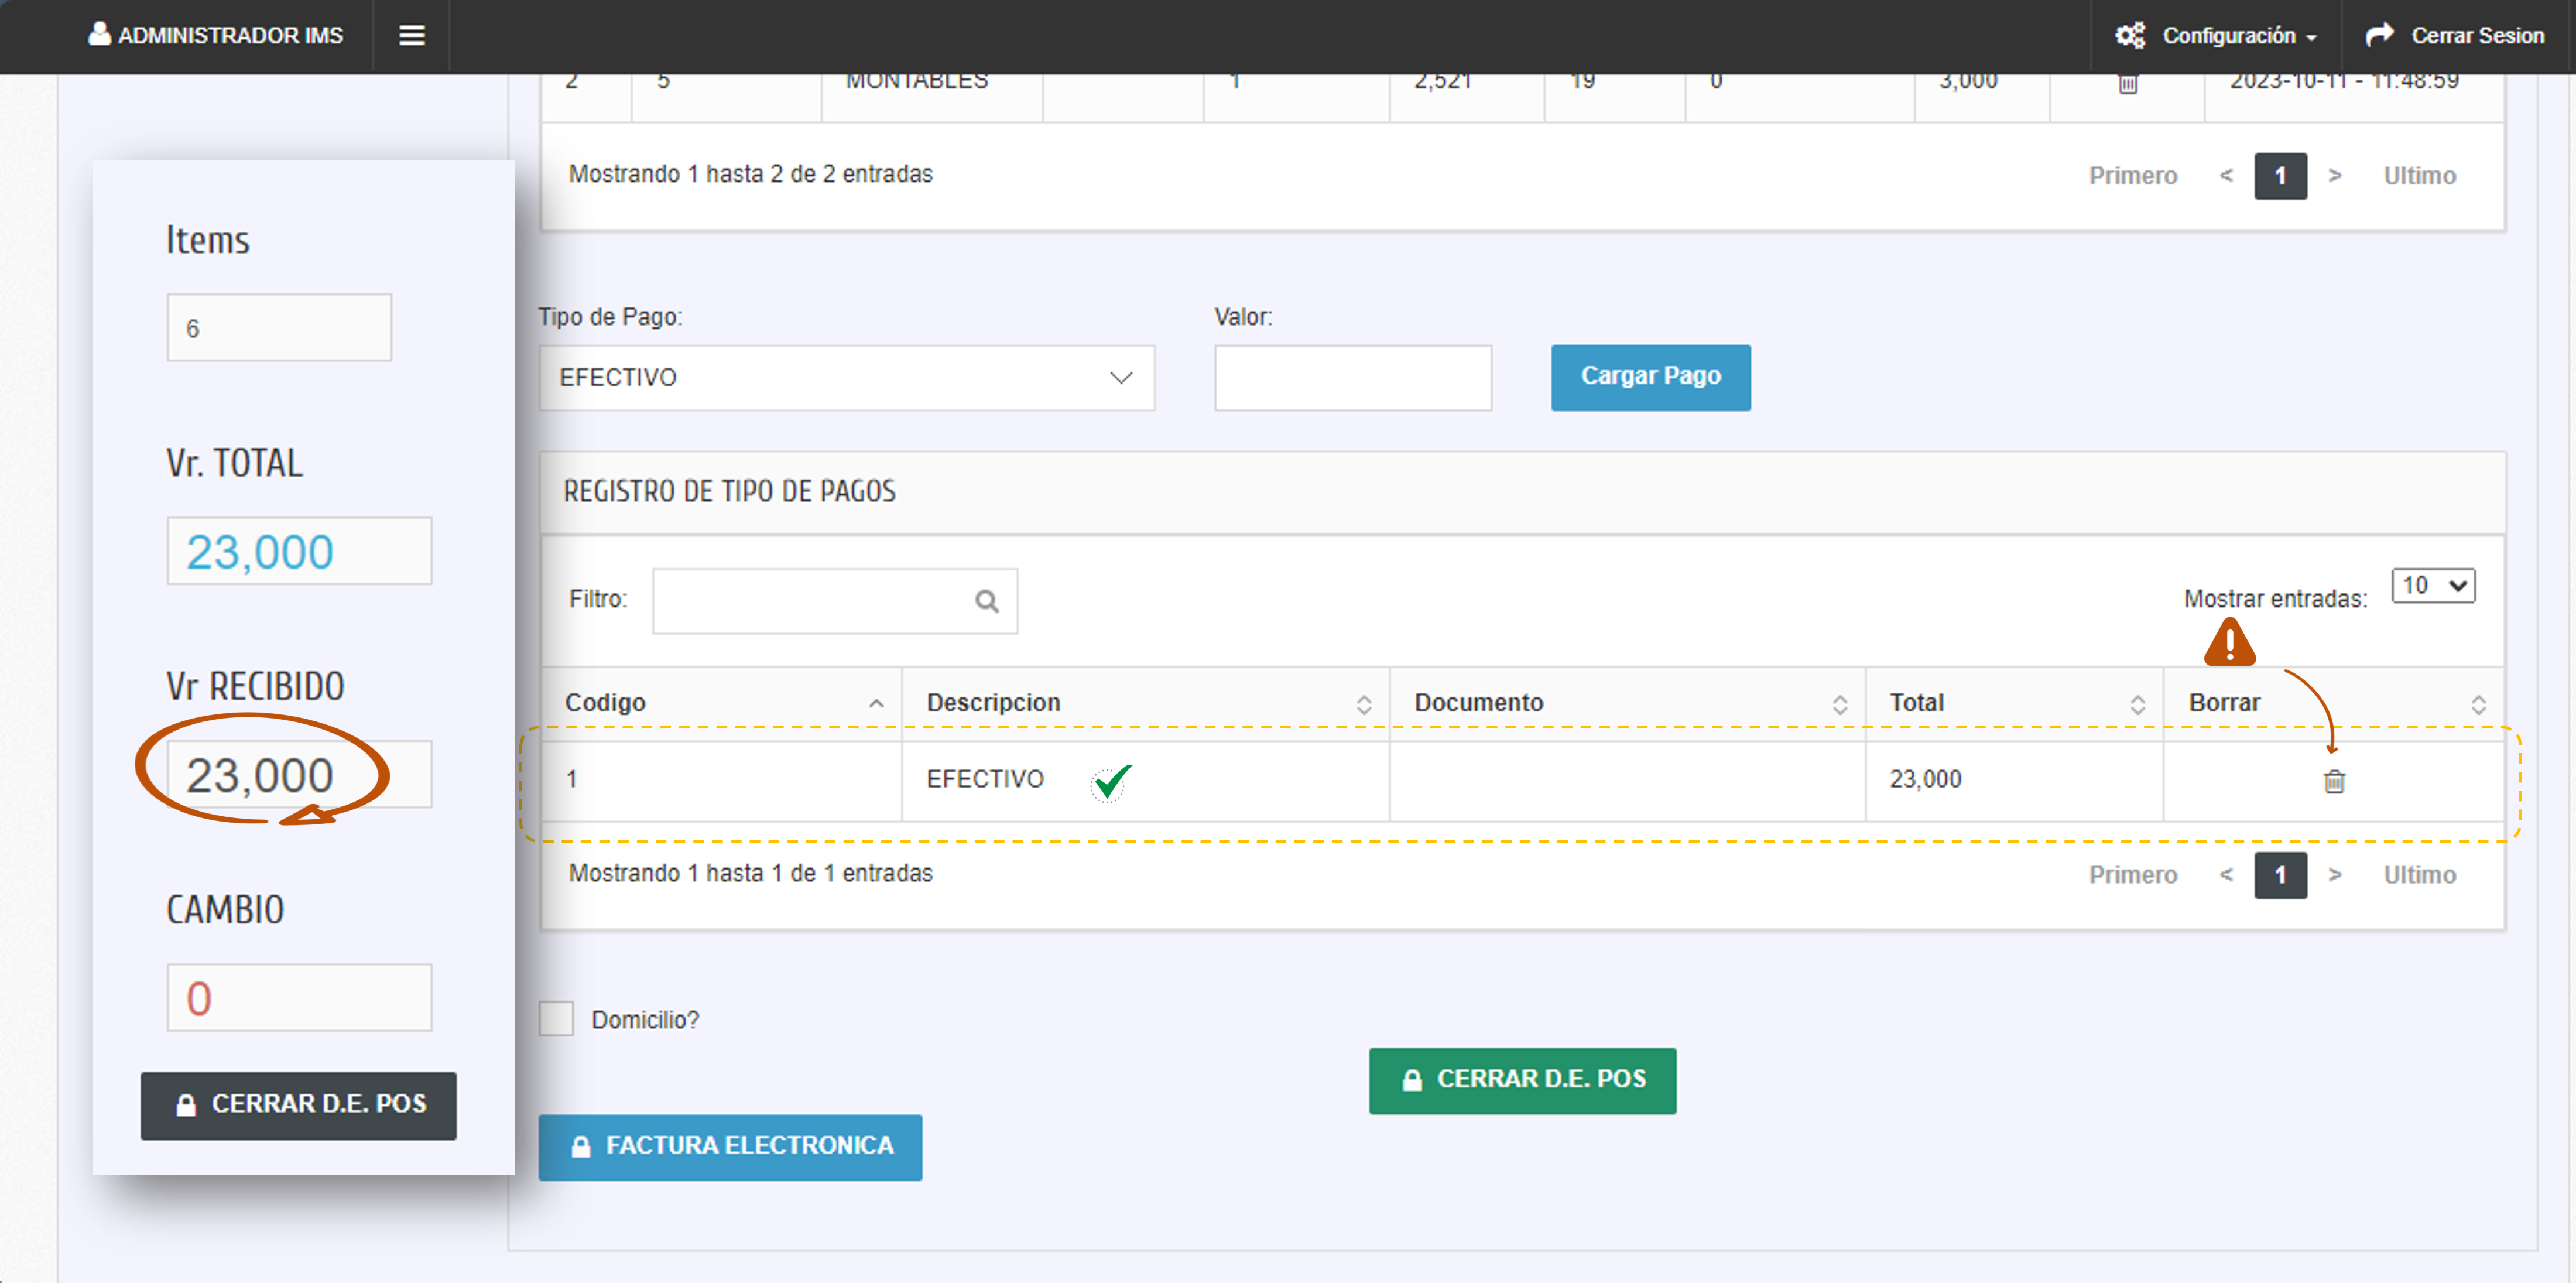 ADMINISTRADOR IMS
Configuración
Cerrar Sesion
2 5 MONTABLES 1 2,521 19 0 3,000 2023-10-11 - 11:48:59
Mostrando 1 hasta 2 de 2 entradas
Primero < 1 > Ultimo
Items
6
Vr. TOTAL
23,000
Vr RECIBIDO
23,000
CAMBIO
0
CERRAR D.E. POS
Tipo de Pago:
EFECTIVO
Valor:
Cargar Pago
REGISTRO DE TIPO DE PAGOS
Filtro:
Mostrar entradas: 10
Codigo Descripcion Documento Total Borrar
1 EFECTIVO 23,000
Mostrando 1 hasta 1 de 1 entradas
Primero < 1 > Ultimo
Domicilio?
CERRAR D.E. POS
FACTURA ELECTRONICA